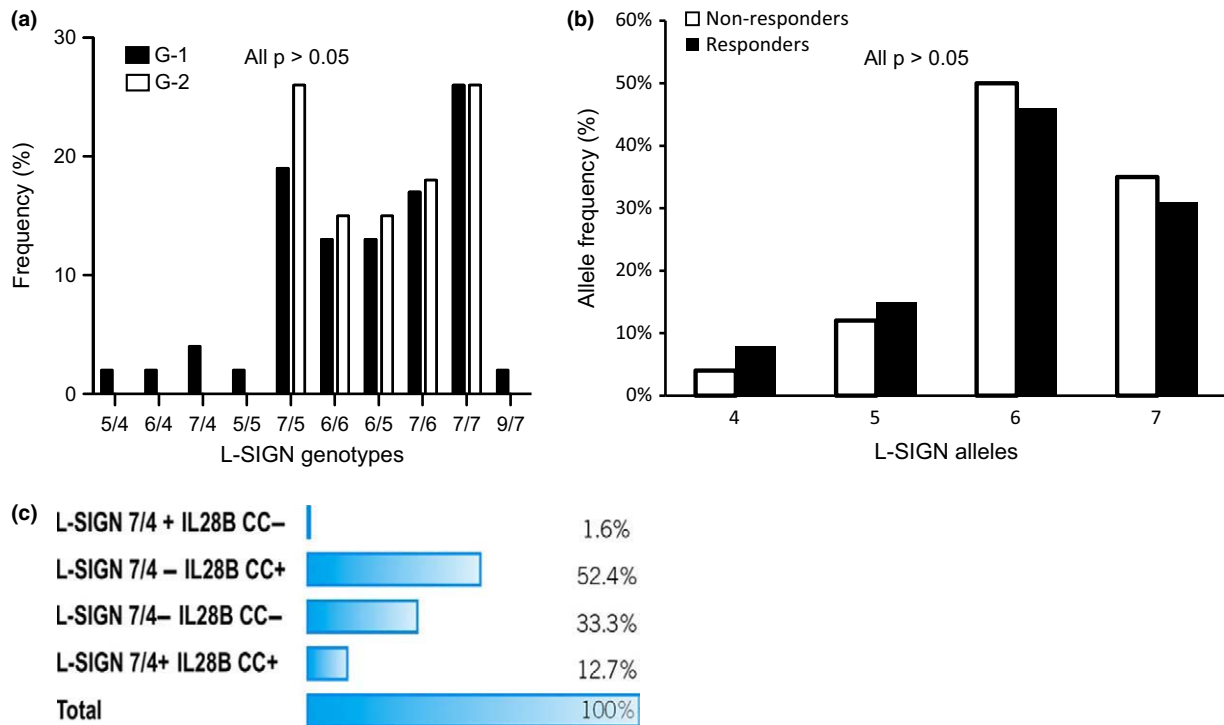 (a)
30
20
10
0
Frequency (%)
G-1
G-2
All p > 0.05
5/4 6/4 7/4 5/5 7/5 6/6 6/5 7/6 7/7 9/7
L-SIGN genotypes
(b)
60%
50%
40%
30%
20%
10%
0%
Allele frequency (%)
Non-responders
Responders
All p > 0.05
4 5 6 7
L-SIGN alleles
(c)
L-SIGN 7/4 + IL28B CC– 1.6%
L-SIGN 7/4 – IL28B CC+ 52.4%
L-SIGN 7/4– IL28B CC– 33.3%
L-SIGN 7/4+ IL28B CC+ 12.7%
Total 100%